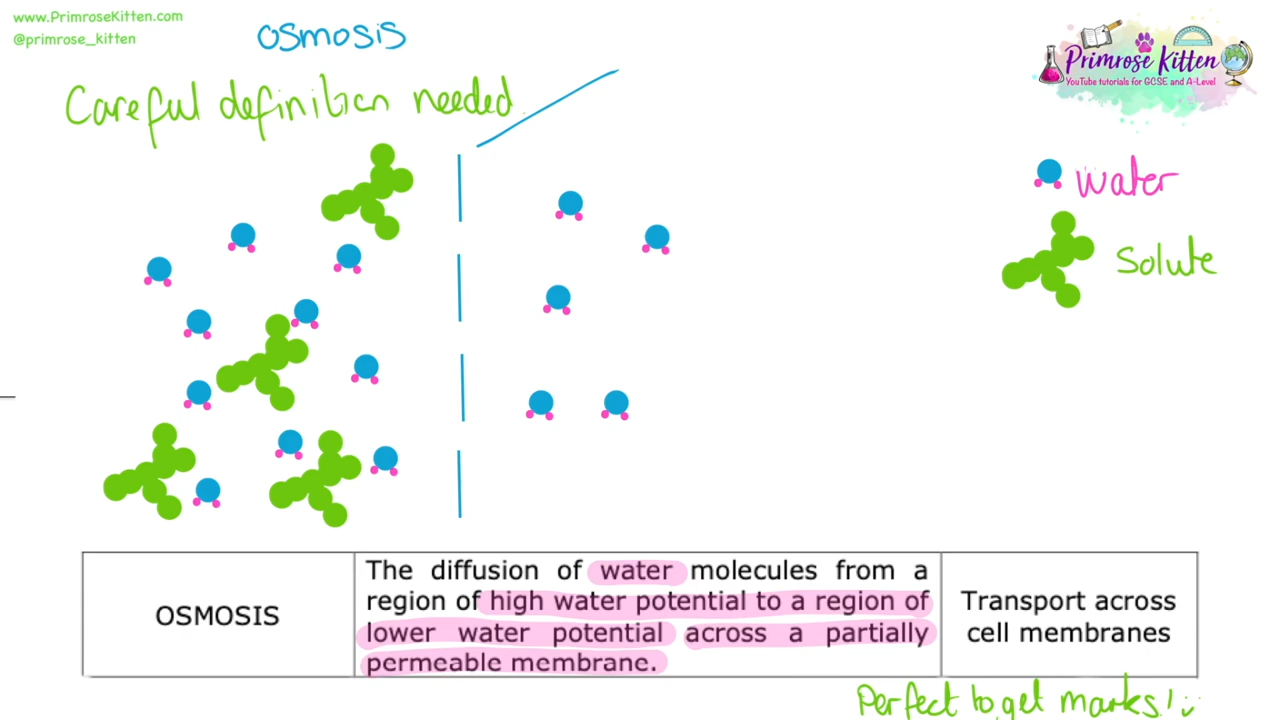 www.PrimroseKitten.com
@primrose_kitten
osmosis
Careful definition needed
Primrose Kitten
YouTube tutorials for GCSE and A-Level
water
Solute
OSMOSIS
The diffusion of water molecules from a
region of high water potential to a region of
lower water potential across a partially
permeable membrane.
Transport across
cell membranes
Perfect to get marks!